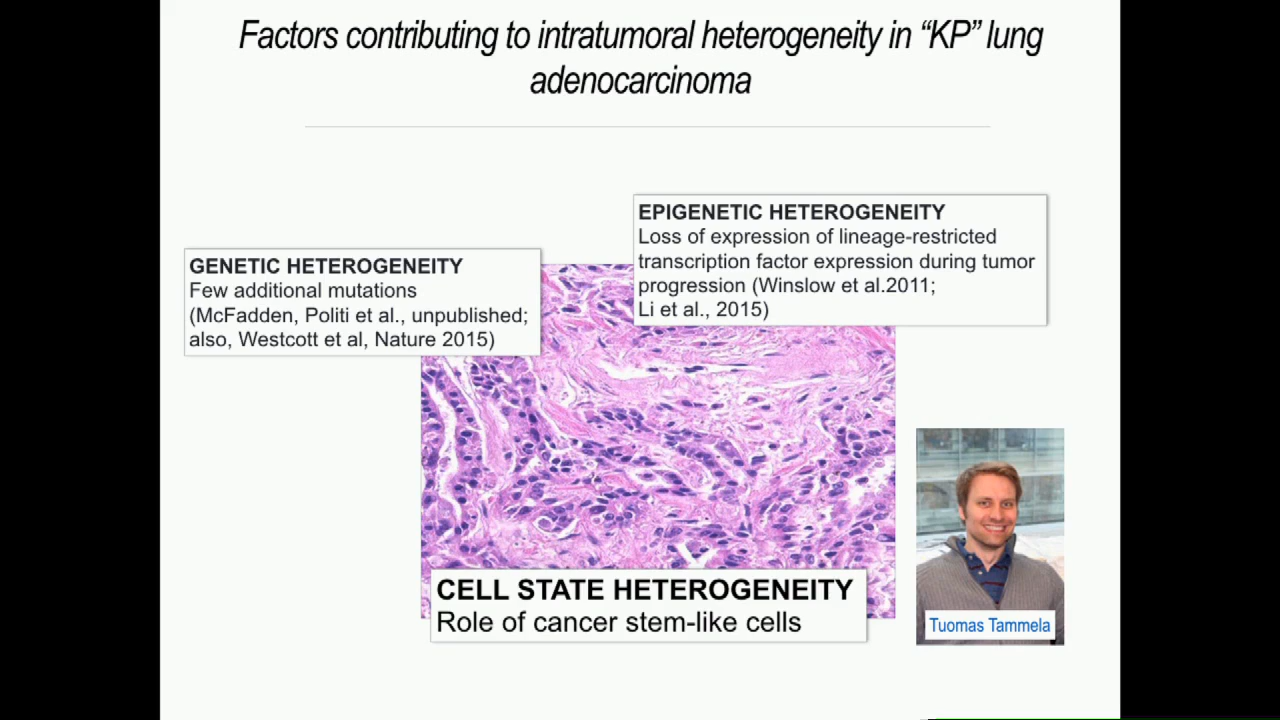 Factors contributing to intratumoral heterogeneity in “KP” lung
adenocarcinoma
EPIGENETIC HETEROGENEITY
Loss of expression of lineage-restricted
transcription factor expression during tumor
progression (Winslow et al.2011;
Li et al., 2015)
GENETIC HETEROGENEITY
Few additional mutations
(McFadden, Politi et al., unpublished;
also, Westcott et al, Nature 2015)
CELL STATE HETEROGENEITY
Role of cancer stem-like cells
Tuomas Tammela